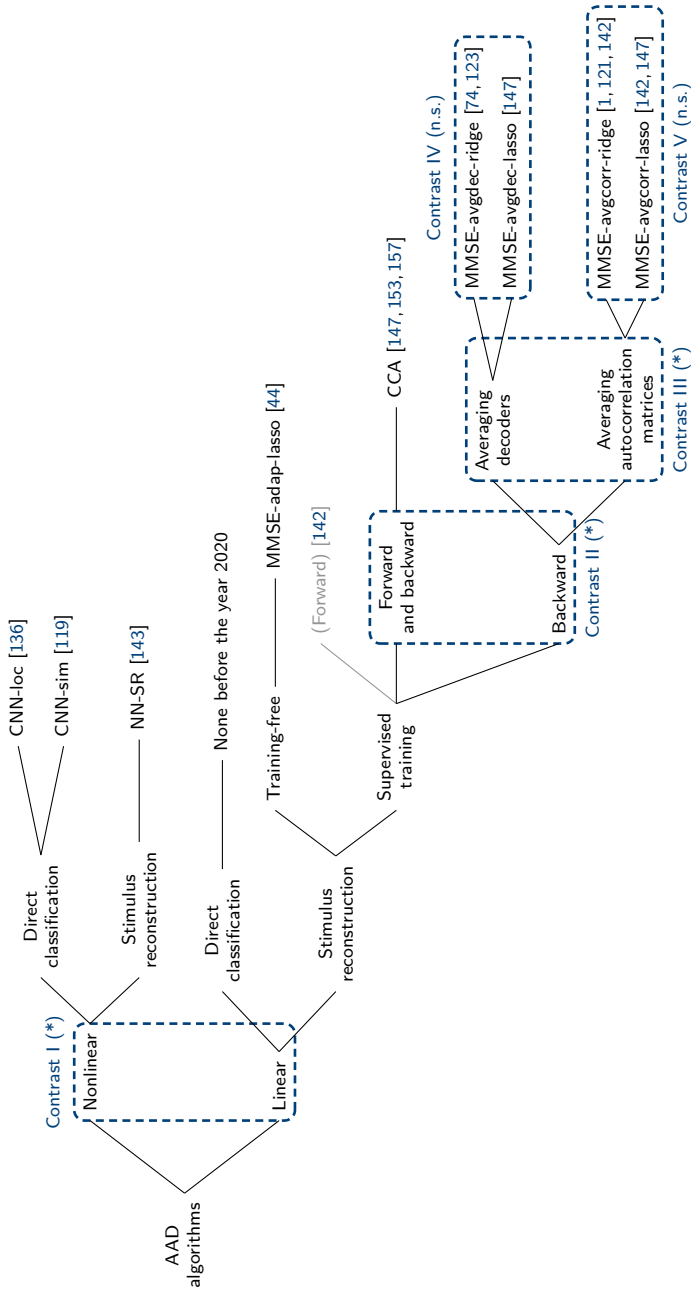 AAD
algorithms
Contrast I (*)
Nonlinear
Linear
Direct
classification
Stimulus
reconstruction
Direct
classification
Stimulus
reconstruction
CNN-loc [136]
CNN-sim [119]
NN-SR [143]
None before the year 2020
Training-free
MMSE-adap-lasso [44]
Supervised
training
(Forward) [142]
Forward
and backward
CCA [147, 153, 157]
Backward
Contrast II (*)
Averaging
decoders
Averaging
autocorrelation
matrices
Contrast III (*)
Contrast IV (n.s.)
MMSE-avgdec-ridge [74, 123]
MMSE-avgdec-lasso [147]
MMSE-avgcorr-ridge [1, 121, 142]
MMSE-avgcorr-lasso [142, 147]
Contrast V (n.s.)